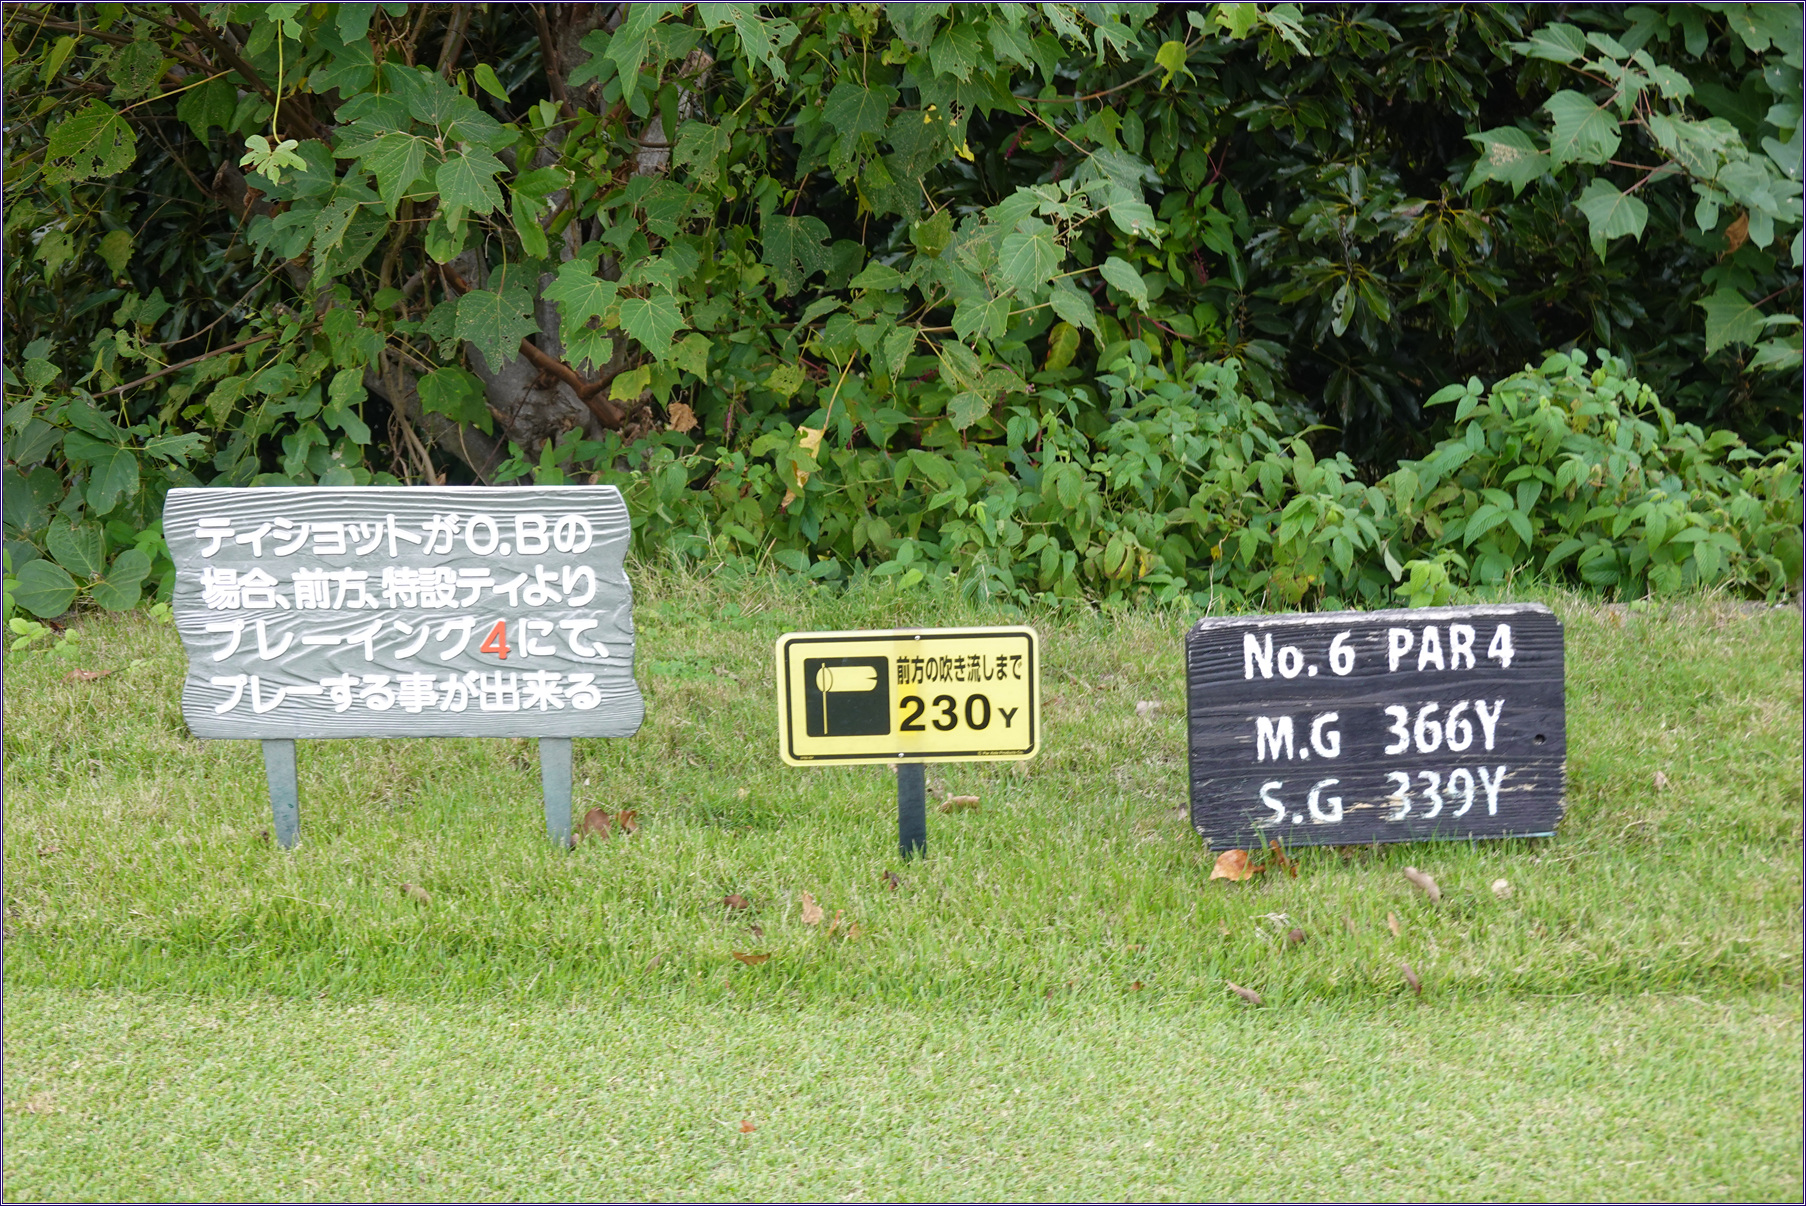 ティショットがO.Bの
場合、前方、特設ティより
プレーイング4にて、
プレーする事が出来る
前方の吹き流しまで
230Y
No.6 PAR 4
M.G 366Y
S.G 339Y